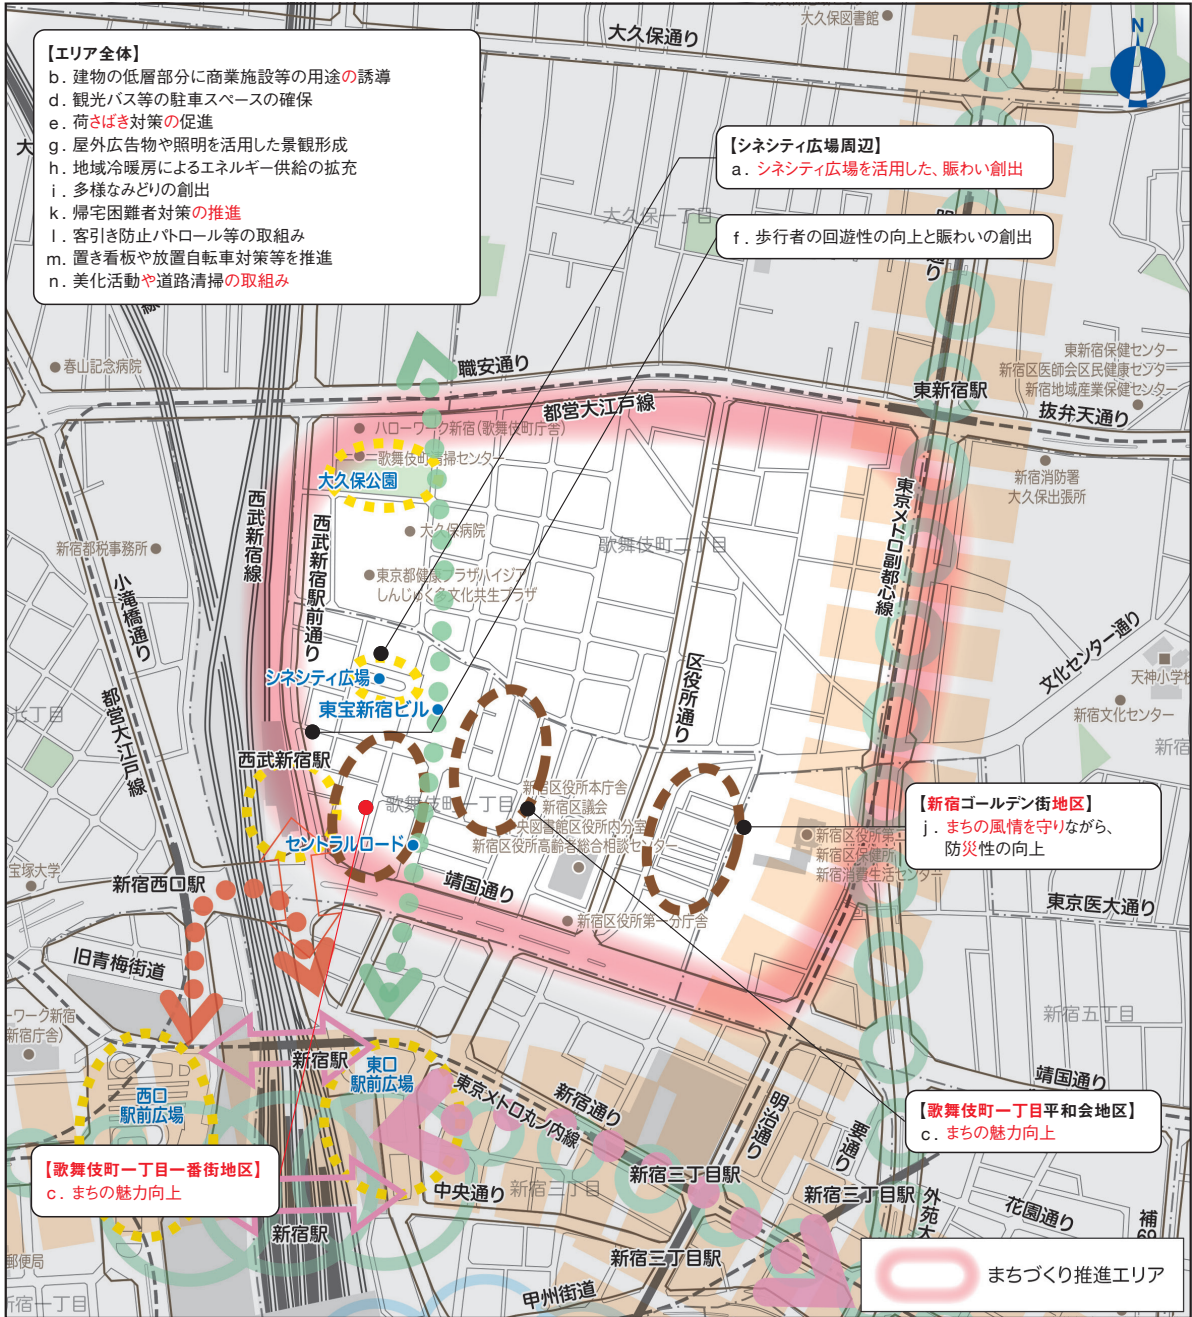 【エリア全体】
b．建物の低層部分に商業施設等の用途の誘導
d．観光バス等の駐車スペースの確保
e．荷さばき対策の促進
g．屋外広告物や照明を活用した景観形成
h．地域冷暖房によるエネルギー供給の拡充
i．多様なみどりの創出
k．帰宅困難者対策の推進
l．客引き防止パトロール等の取組み
m．置き看板や放置自転車対策等を推進
n．美化活動や道路清掃の取組み
大久保図書館
大久保通り
N
【シネシティ広場周辺】
a．シネシティ広場を活用した、賑わい創出
大久保一丁目
f．歩行者の回遊性の向上と賑わいの創出
春山記念病院
職安通り
都営大江戸線
東新宿駅
東新宿保健センター
新宿区医師会区民健康センター
新宿地域産業保健センター
抜弁天通り
ハローワーク新宿(歌舞伎町庁舎)
歌舞伎町清掃センター
大久保公園
新宿消防署
大久保出張所
西武新宿線
西武新宿駅前通り
東京メトロ副都心線
大久保病院
歌舞伎町二丁目
新宿都税事務所
東京都健康プラザハイジア
しんじゅく多文化共生プラザ
小滝橋通り
文化センター通り
天神小学校
シネシティ広場
東宝新宿ビル
区役所通り
新宿文化センター
都営大江戸線
七丁目
西武新宿駅
新宿
歌舞伎町一丁目
新宿区役所本庁舎
新宿区議会
中央図書館区役所内分室
新宿区役所高齢者総合相談センター
セントラルロード
【新宿ゴールデン街地区】
j．まちの風情を守りながら、
防災性の向上
新宿区役所第二
新宿区保健所
新宿消費生活センター
宝塚大学
新宿西口駅
靖国通り
新宿区役所第一分庁舎
東京医大通り
旧青梅街道
ーワーク新宿
新宿庁舎)
新宿五丁目
新宿駅
東口
駅前広場
西口
駅前広場
東京メトロ丸ノ内線
新宿通り
明治通り
要通り
靖国通り
【歌舞伎町一丁目平和会地区】
c．まちの魅力向上
【歌舞伎町一丁目一番街地区】
c．まちの魅力向上
中央通り
新宿三丁目
新宿三丁目駅
新宿三丁目駅
花園通り
外苑
補
69
新宿駅
新宿三丁目駅
郵便局
新宿一丁目
甲州街道
まちづくり推進エリア